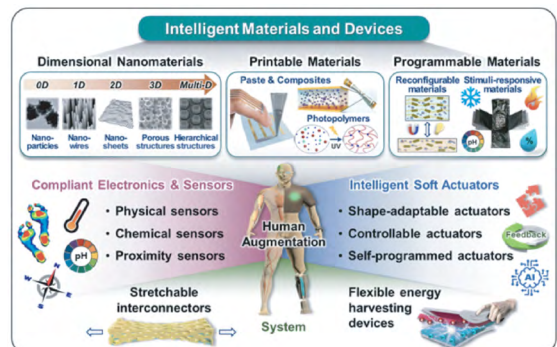 Intelligent Materials and Devices
Dimensional Nanomaterials
0D 1D 2D 3D Multi-D
Nano-
particles
Nano-
wires
Nano-
sheets
Porous
structures
Hierarchical
structures
Printable Materials
Paste & Composites
Photopolymers
UV
Programmable Materials
Reconfigurable
materials
Stimuli-responsive
materials
pH
%
Compliant Electronics & Sensors
• Physical sensors
• Chemical sensors
• Proximity sensors
pH
N
Human
Augmentation
Intelligent Soft Actuators
• Shape-adaptable actuators
• Controllable actuators
• Self-programmed actuators
Feedback
AI
Stretchable
interconnectors
System
Flexible energy
harvesting
devices